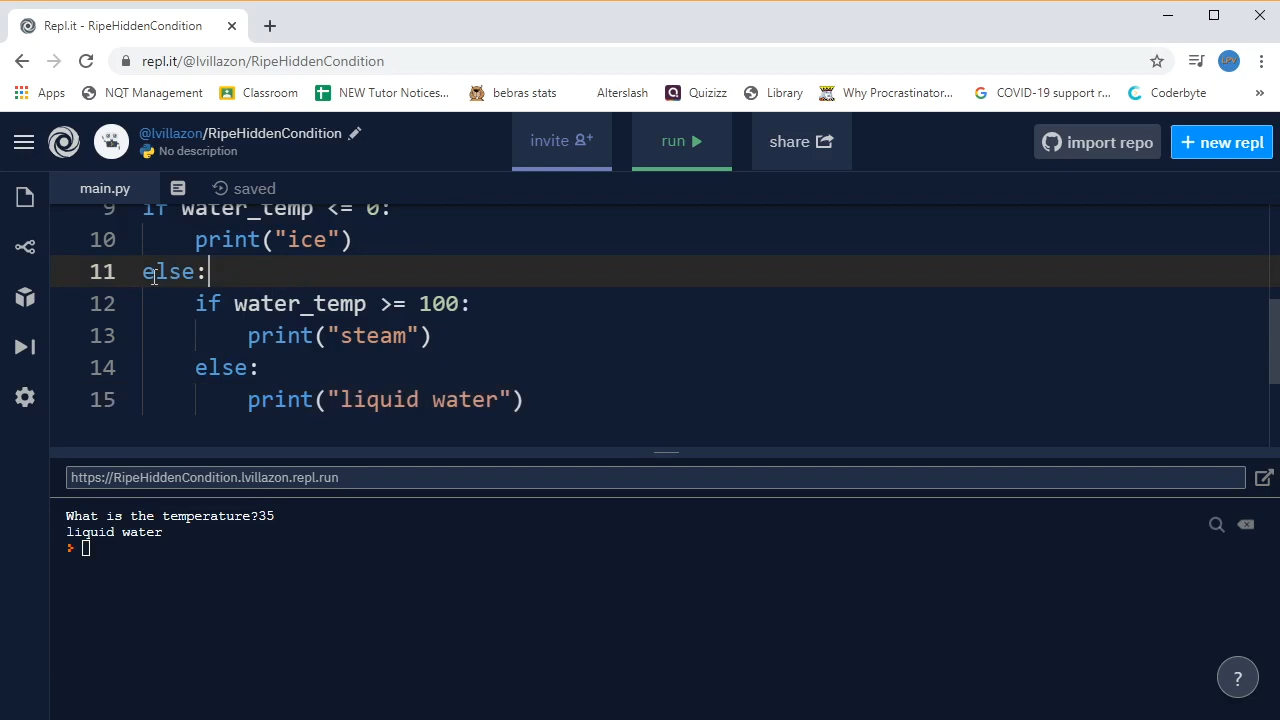 Repl.it - RipeHiddenCondition
repl.it/@lvillazon/RipeHiddenCondition
LPV
Apps NQT Management Classroom NEW Tutor Notices... bebras stats Alterslash Quizizz Library Why Procrastinator... COVID-19 support r... Coderbyte »
@lvillazon/RipeHiddenCondition
No description
invite
run
share
import repo
+ new repl
main.py
saved
9 if water_temp <= 0:
10 print("ice")
11 else:
12 if water_temp >= 100:
13 print("steam")
14 else:
15 print("liquid water")
https://RipeHiddenCondition.lvillazon.repl.run
What is the temperature?35
liquid water
?